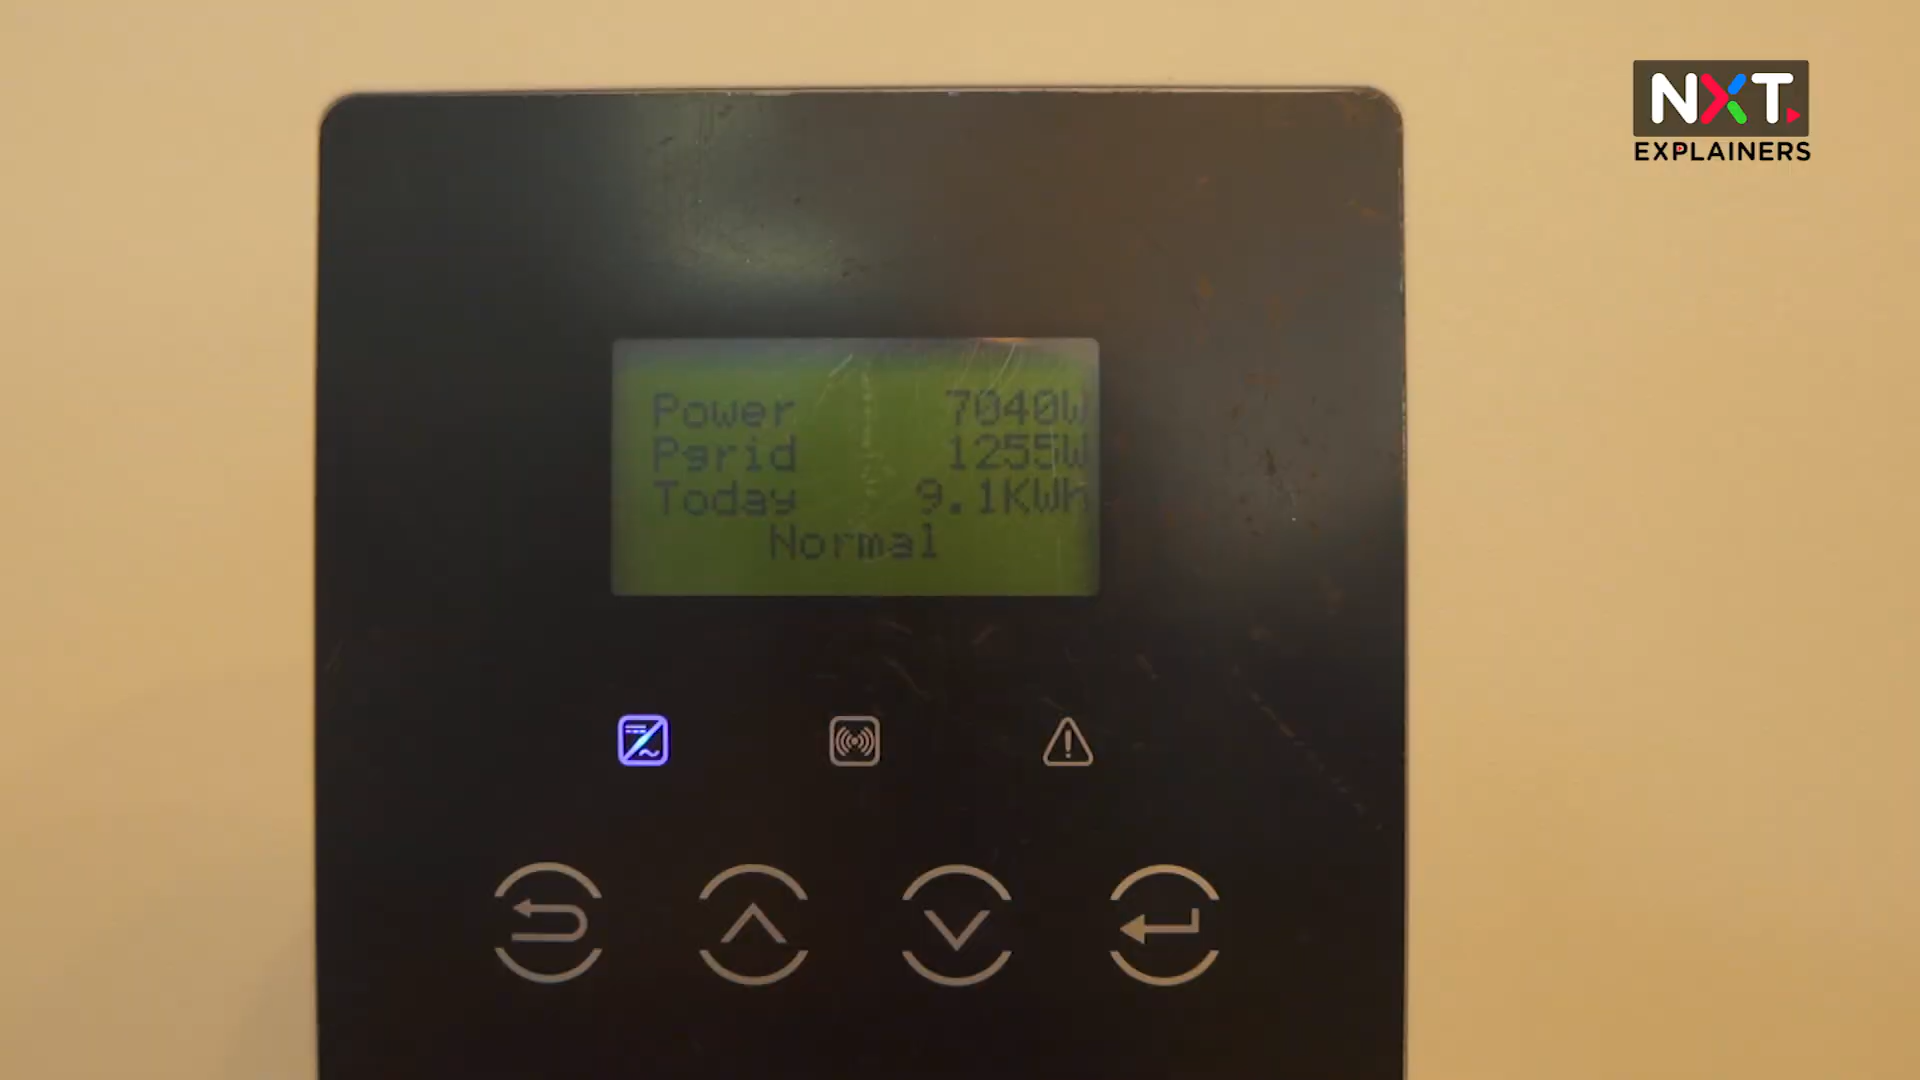 NXT
EXPLAINERS
Power 7040W
Pgrid 1255W
Today 9.1KWh
Normal